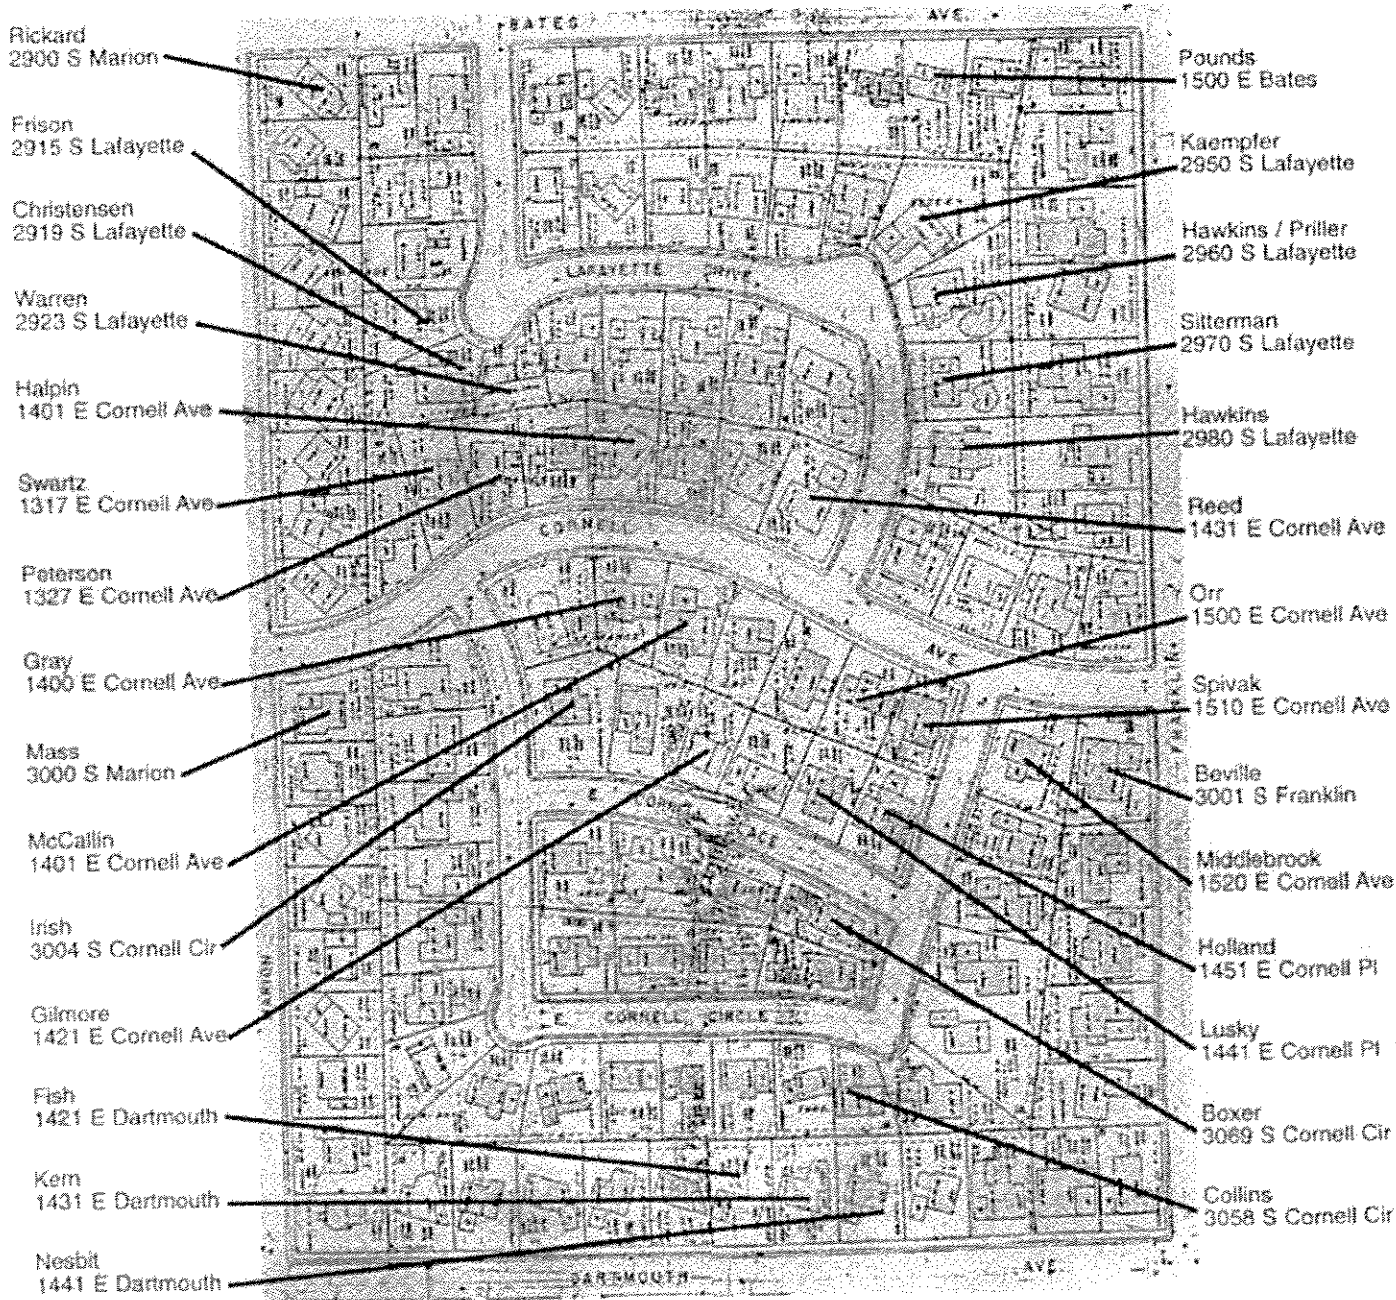 BATES AVE.
Rickard
2900 S Marion
Frison
2915 S Lafayette
Christensen
2919 S Lafayette
Warren
2923 S Lafayette
Halpin
1401 E Cornell Ave
Swartz
1317 E Cornell Ave
Peterson
1327 E Cornell Ave
Gray
1400 E Cornell Ave
Mass
3000 S Marion
McCallin
1401 E Cornell Ave
Irish
3004 S Cornell Cir
Gilmore
1421 E Cornell Ave
Fish
1421 E Dartmouth
Kern
1431 E Dartmouth
Nesbit
1441 E Dartmouth
LAFAYETTE DRIVE
CORNELL AVE.
E. CORNELL PLACE
E. CORNELL CIRCLE
MARION
FRANKLIN
DARTMOUTH AVE.
Pounds
1500 E Bates
Kaempfer
2950 S Lafayette
Hawkins / Priller
2960 S Lafayette
Sitterman
2970 S Lafayette
Hawkins
2980 S Lafayette
Reed
1431 E Cornell Ave
Orr
1500 E Cornell Ave
Spivak
1510 E Cornell Ave
Beville
3001 S Franklin
Middlebrook
1520 E Cornell Ave
Holland
1451 E Cornell Pl
Lusky
1441 E Cornell Pl
Boxer
3069 S Cornell Cir
Collins
3058 S Cornell Cir